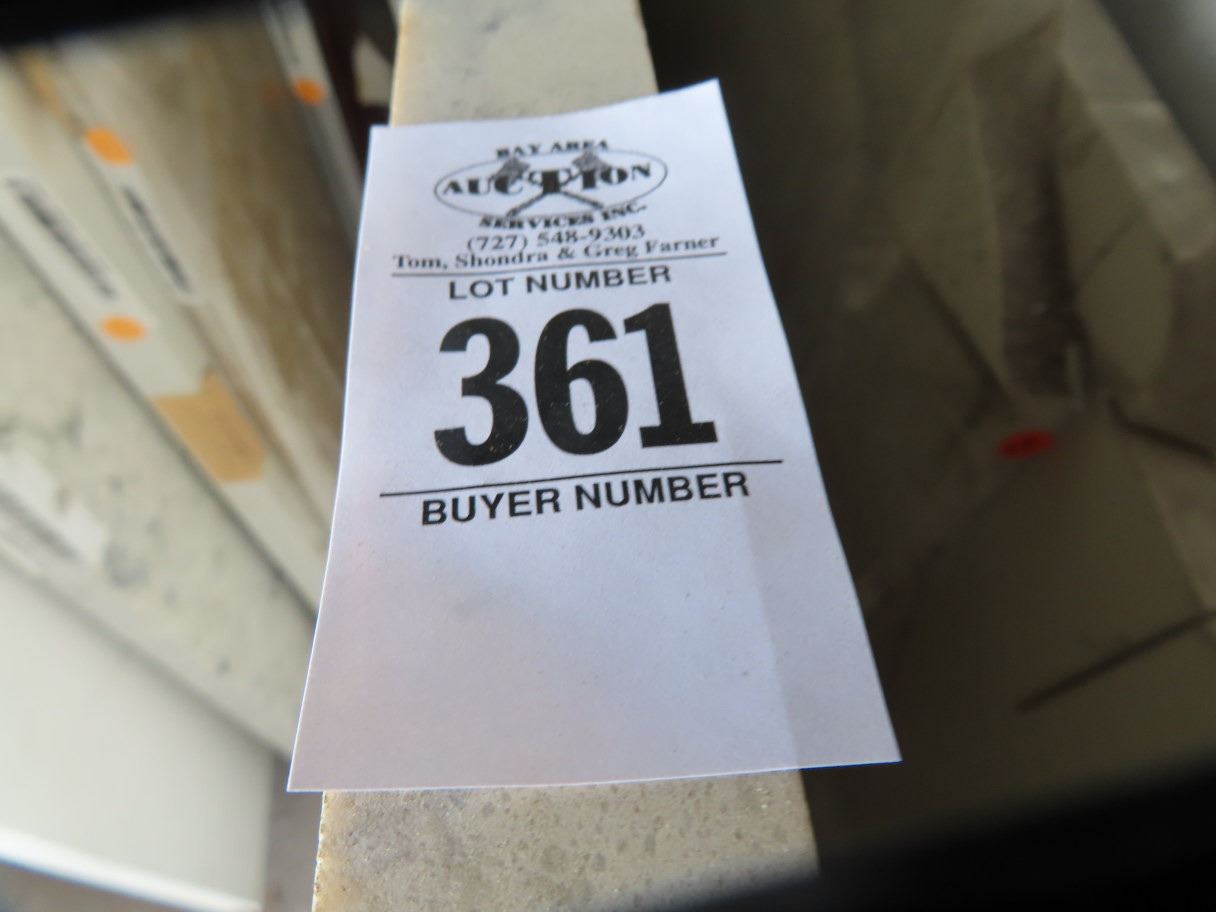 BAY AREA
AUCTION
SERVICES INC.
(727) 548-9303
Tom, Shondra & Greg Farner
LOT NUMBER
361
BUYER NUMBER